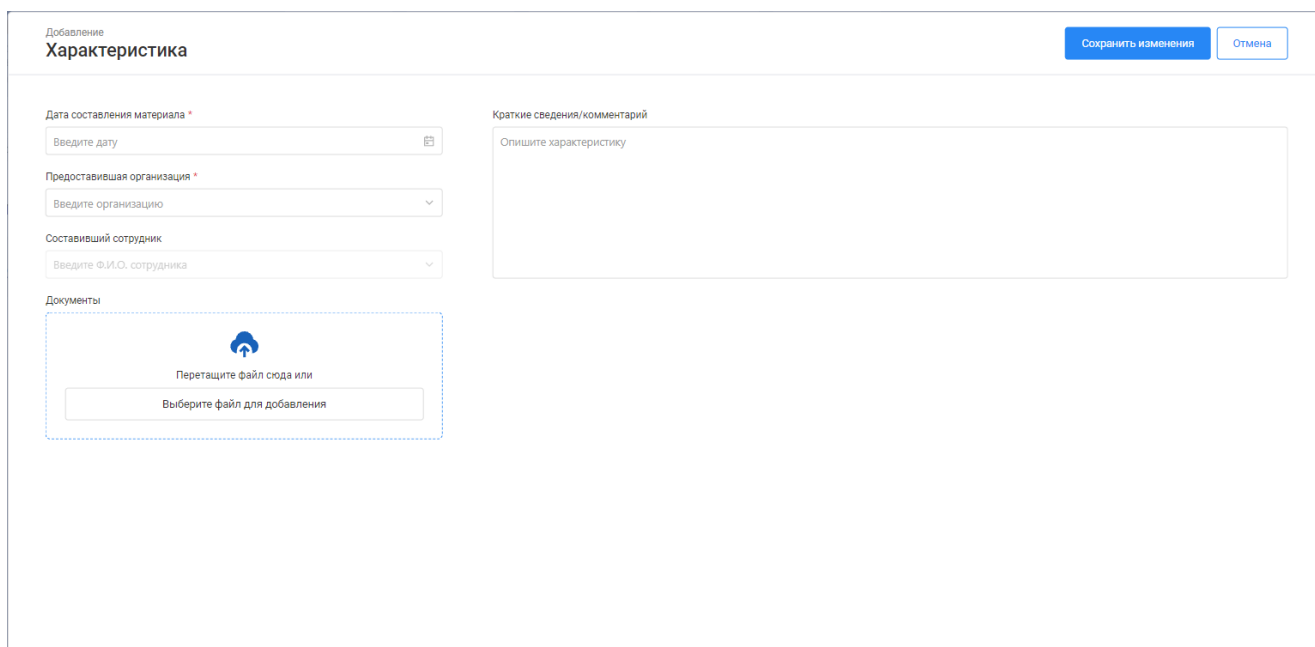 Добавление
Характеристика
Сохранить изменения
Отмена
Дата составления материала *
Введите дату
Предоставившая организация *
Введите организацию
Составивший сотрудник
Введите Ф.И.О. сотрудника
Документы
Перетащите файл сюда или
Выберите файл для добавления
Краткие сведения/комментарий
Опишите характеристику